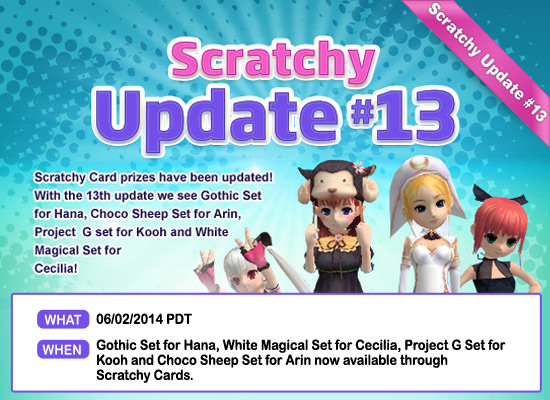 Scratchy Update #13
Scratchy
Update #13
Scratchy Card prizes have been updated!
With the 13th update we see Gothic Set
for Hana, Choco Sheep Set for Arin,
Project G set for Kooh and White
Magical Set for
Cecilia!
WHAT 06/02/2014 PDT
WHEN Gothic Set for Hana, White Magical Set for Cecilia, Project G Set for
Kooh and Choco Sheep Set for Arin now available through
Scratchy Cards.